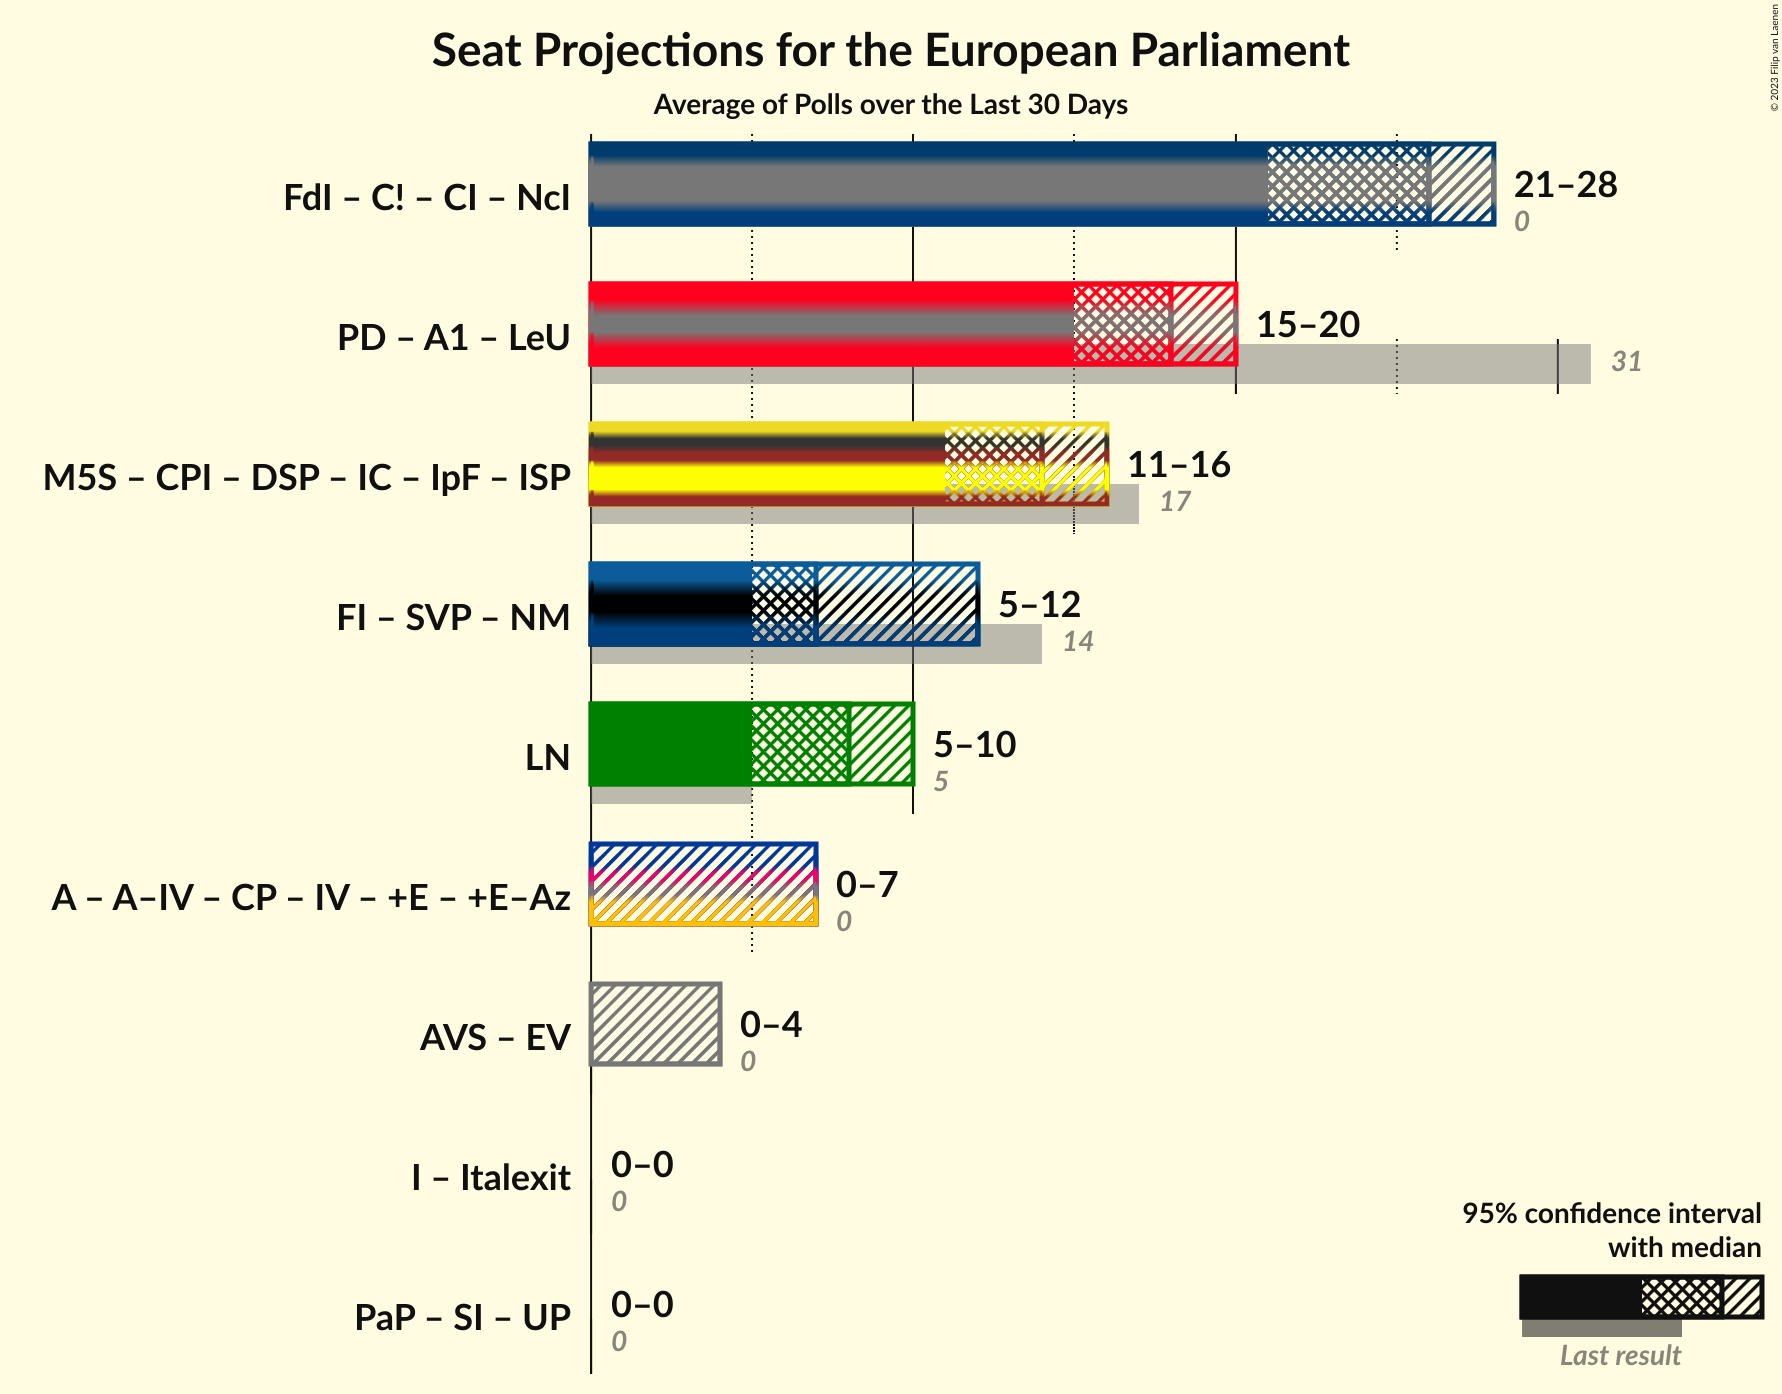 Seat Projections for the European Parliament
Average of Polls over the Last 30 Days
© 2023 Filip van Laenen
FdI – C! – CI – NcI
21–28
0
PD – A1 – LeU
15–20
31
M5S – CPI – DSP – IC – IpF – ISP
11–16
17
FI – SVP – NM
5–12
14
LN
5–10
5
A – A–IV – CP – IV – +E – +E–Az
0–7
0
AVS – EV
0–4
0
I – Italexit
0–0
0
PaP – SI – UP
0–0
0
95% confidence interval
with median
Last result